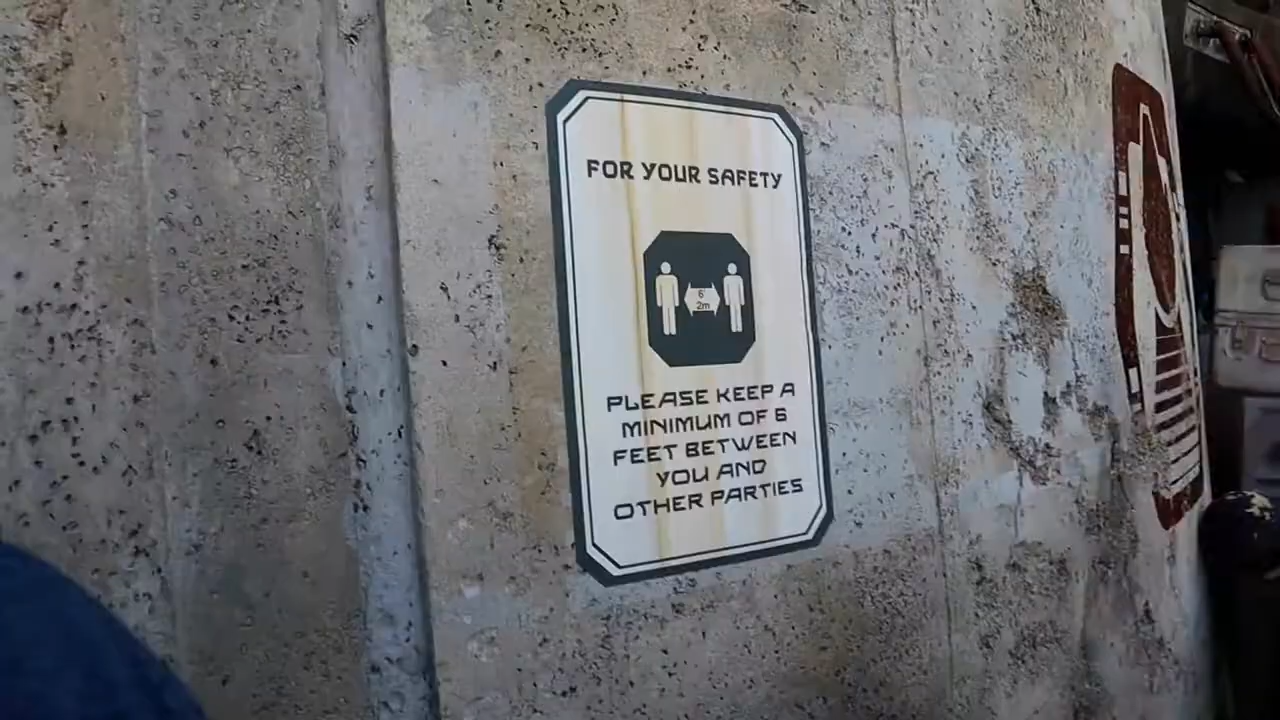 FOR YOUR SAFETY
6'
2m
PLEASE KEEP A
MINIMUM OF 6
FEET BETWEEN
YOU AND
OTHER PARTIES